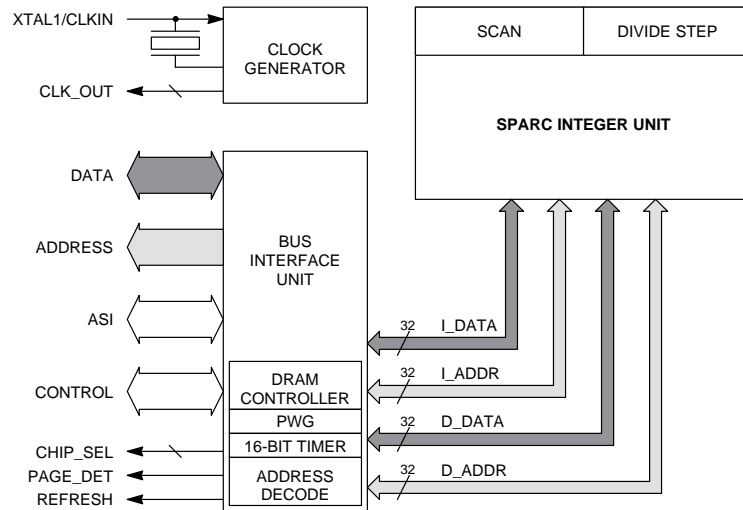 XTAL1/CLKIN
CLOCK
GENERATOR
CLK_OUT
SCAN
DIVIDE STEP
SPARC INTEGER UNIT
DATA
ADDRESS
ASI
CONTROL
CHIP_SEL
PAGE_DET
REFRESH
BUS
INTERFACE
UNIT
DRAM
CONTROLLER
PWG
16-BIT TIMER
ADDRESS
DECODE
32 I_DATA
32 I_ADDR
32 D_DATA
32 D_ADDR